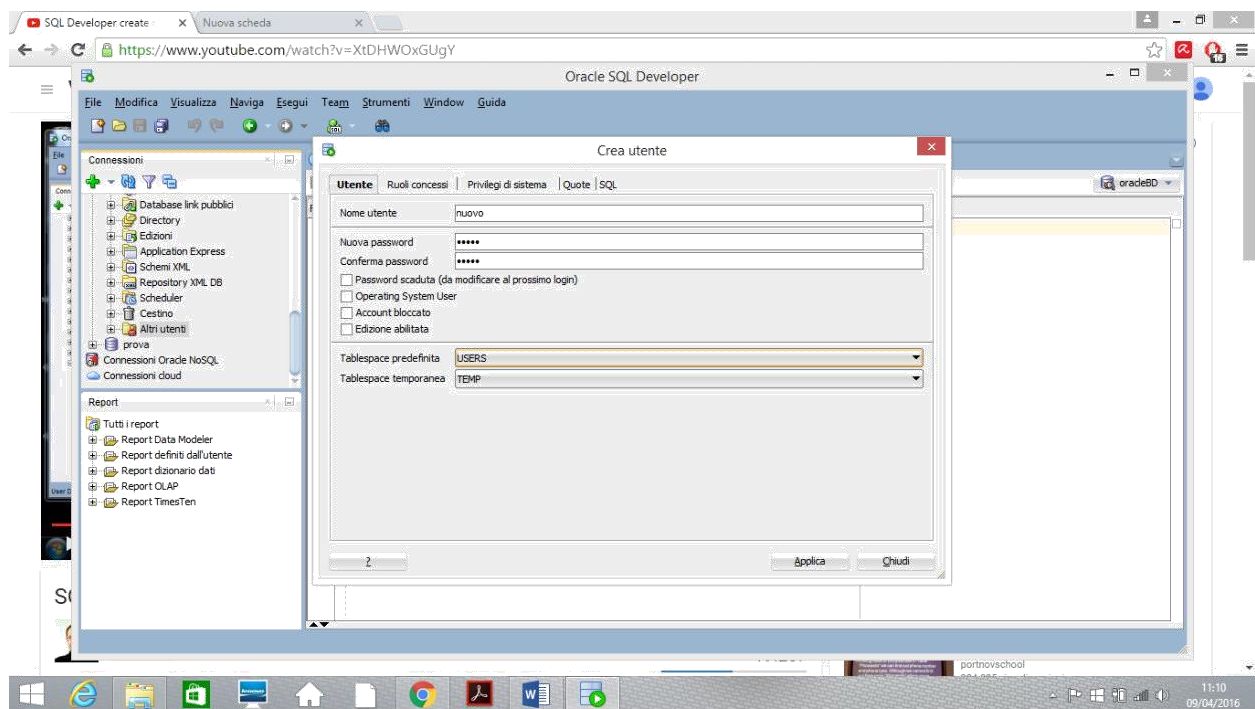 SQL Developer create
Nuova scheda
https://www.youtube.com/watch?v=XtDHWOxGUgY
Oracle SQL Developer
File Modifica Visualizza Naviga Esegui Team Strumenti Window Guida
Connessioni
Database link pubblici
Directory
Edizioni
Application Express
Schemi XML
Repository XML DB
Scheduler
Cestino
Altri utenti
prova
Connessioni Oracle NoSQL
Connessioni cloud
Report
Tutti i report
Report Data Modeler
Report definiti dall'utente
Report dizionario dati
Report OLAP
Report TimesTen
Crea utente
Utente Ruoli concessi Privilegi di sistema Quote SQL
Nome utente nuovo
Nuova password •••••
Conferma password •••••
Password scaduta (da modificare al prossimo login)
Operating System User
Account bloccato
Edizione abilitata
Tablespace predefinita USERS
Tablespace temporanea TEMP
? Applica Chiudi
oracleBD
portnovschool
11:10
09/04/2016